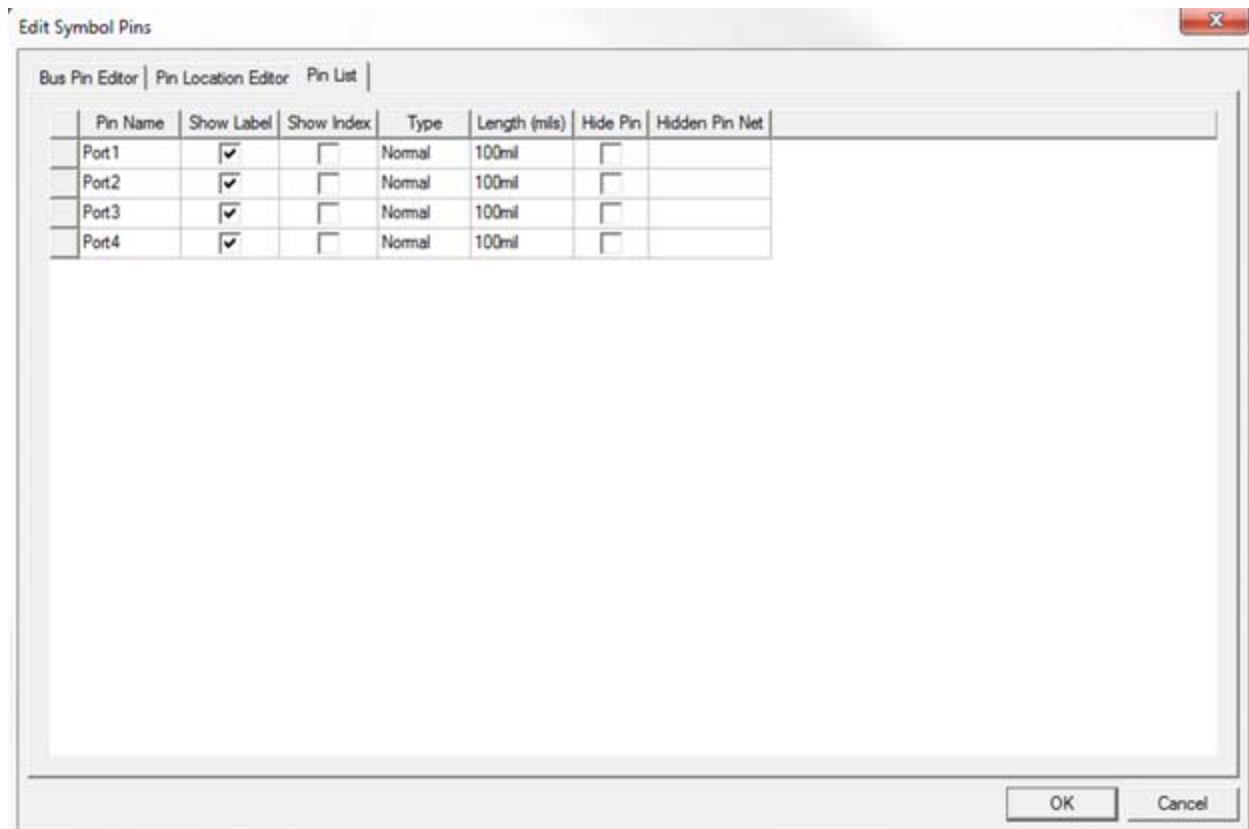 Edit Symbol Pins
Bus Pin Editor Pin Location Editor Pin List
Pin Name Show Label Show Index Type Length (mils) Hide Pin Hidden Pin Net
Port1 Normal 100mil
Port2 Normal 100mil
Port3 Normal 100mil
Port4 Normal 100mil
OK Cancel